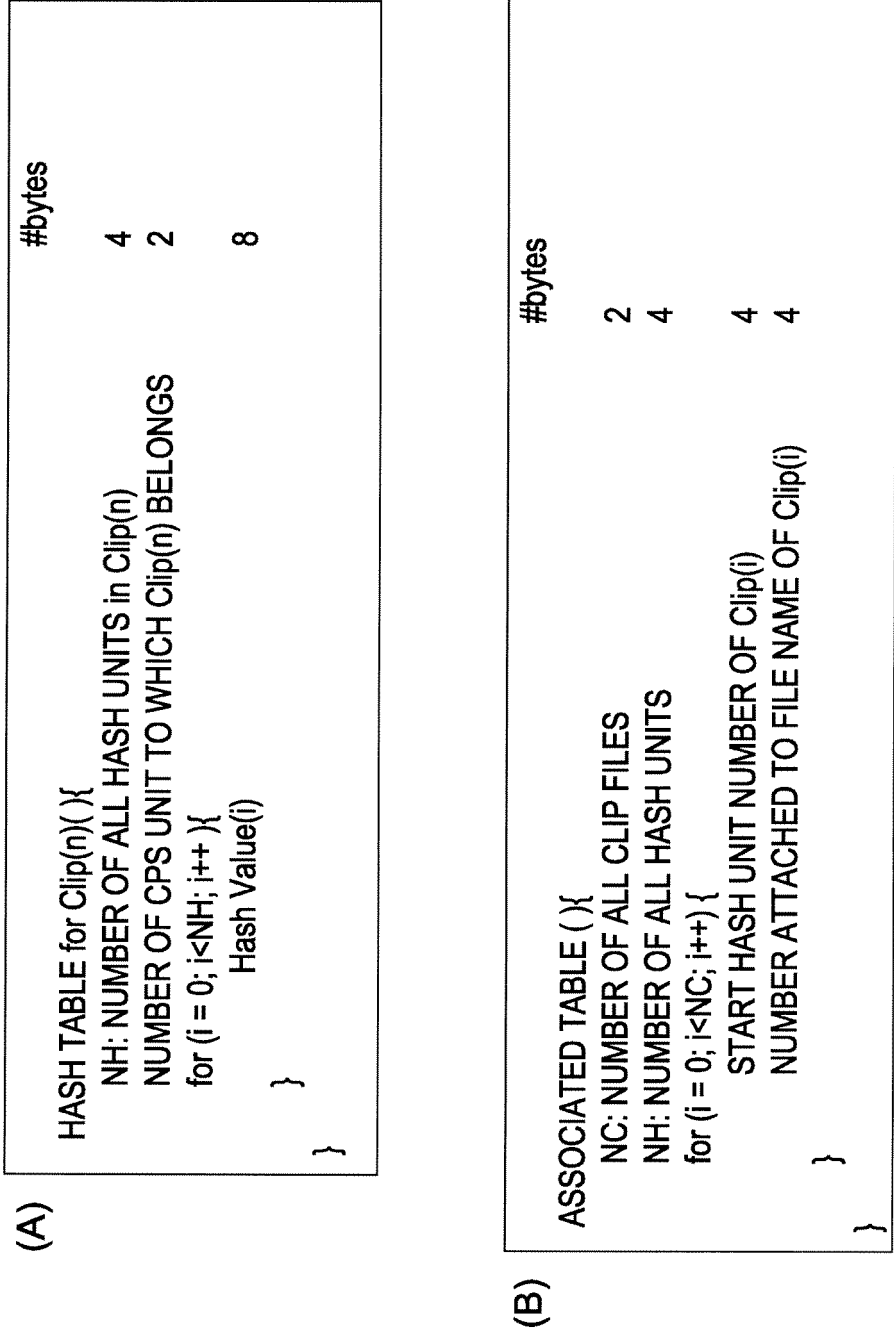 (A)
#bytes
HASH TABLE for Clip(n)( ){
NH: NUMBER OF ALL HASH UNITS in Clip(n) 4
NUMBER OF CPS UNIT TO WHICH Clip(n) BELONGS 2
for (i = 0; i<NH; i++ ){
Hash Value(i) 8
}
}
(B)
#bytes
ASSOCIATED TABLE ( ){
NC: NUMBER OF ALL CLIP FILES 2
NH: NUMBER OF ALL HASH UNITS 4
for (i = 0; i<NC; i++) {
START HASH UNIT NUMBER OF Clip(i) 4
NUMBER ATTACHED TO FILE NAME OF Clip(i) 4
}
}